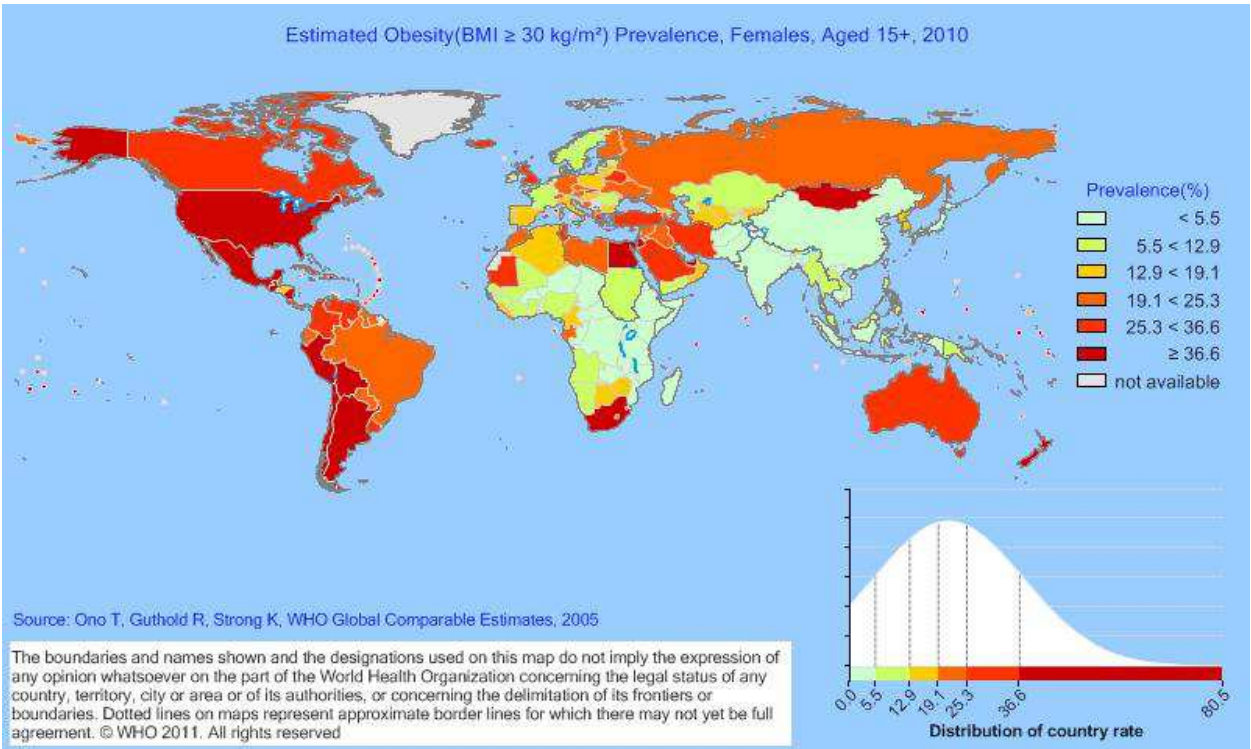 Estimated Obesity(BMI ≥ 30 kg/m²) Prevalence, Females, Aged 15+, 2010
Prevalence(%)
< 5.5
5.5 < 12.9
12.9 < 19.1
19.1 < 25.3
25.3 < 36.6
≥ 36.6
not available
Source: Ono T, Guthold R, Strong K, WHO Global Comparable Estimates, 2005
The boundaries and names shown and the designations used on this map do not imply the expression of
any opinion whatsoever on the part of the World Health Organization concerning the legal status of any
country, territory, city or area or of its authorities, or concerning the delimitation of its frontiers or
boundaries. Dotted lines on maps represent approximate border lines for which there may not yet be full
agreement. © WHO 2011. All rights reserved
0.0 5.5 12.9 19.1 25.3 36.6 80.5
Distribution of country rate